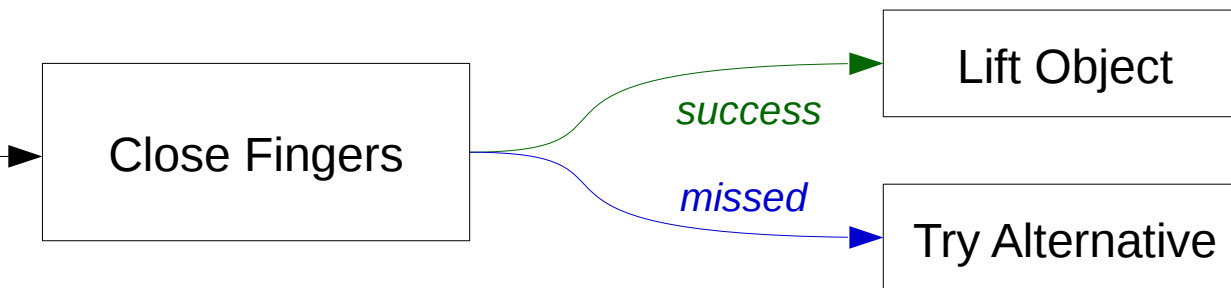 Close Fingers
success
missed
Lift Object
Try Alternative